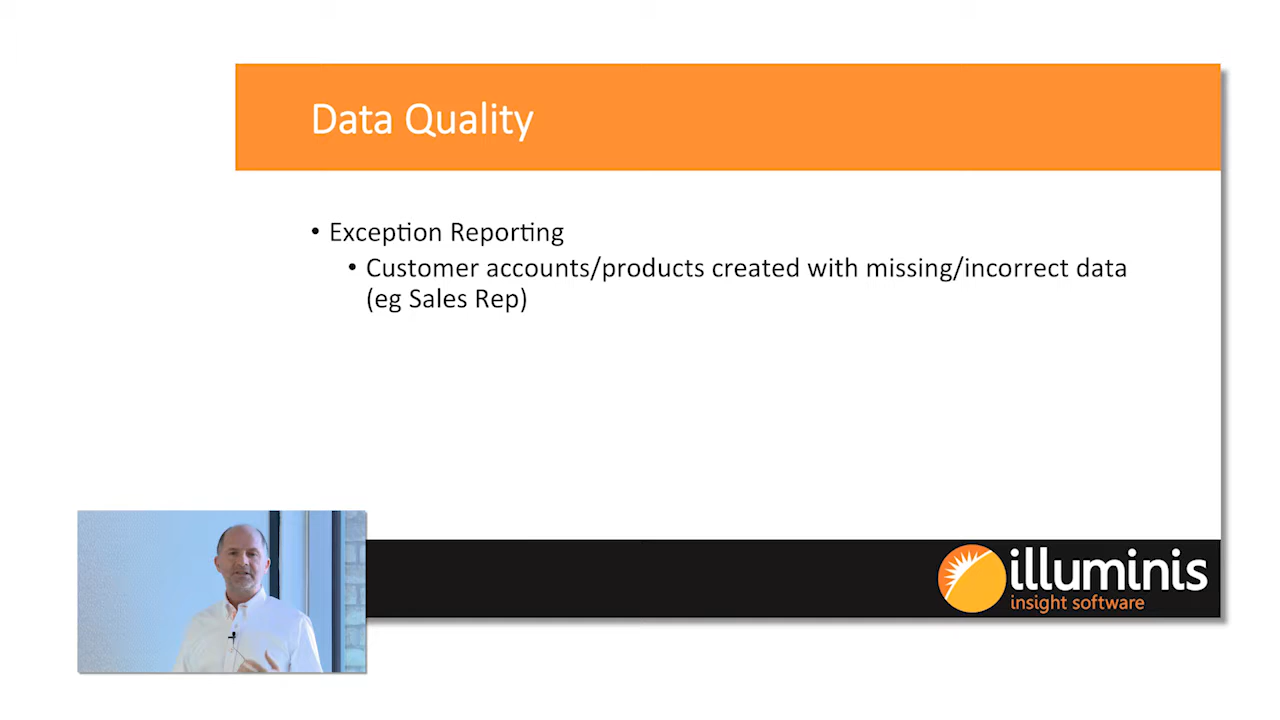 Data Quality
• Exception Reporting
• Customer accounts/products created with missing/incorrect data
(eg Sales Rep)
illuminis
insight software